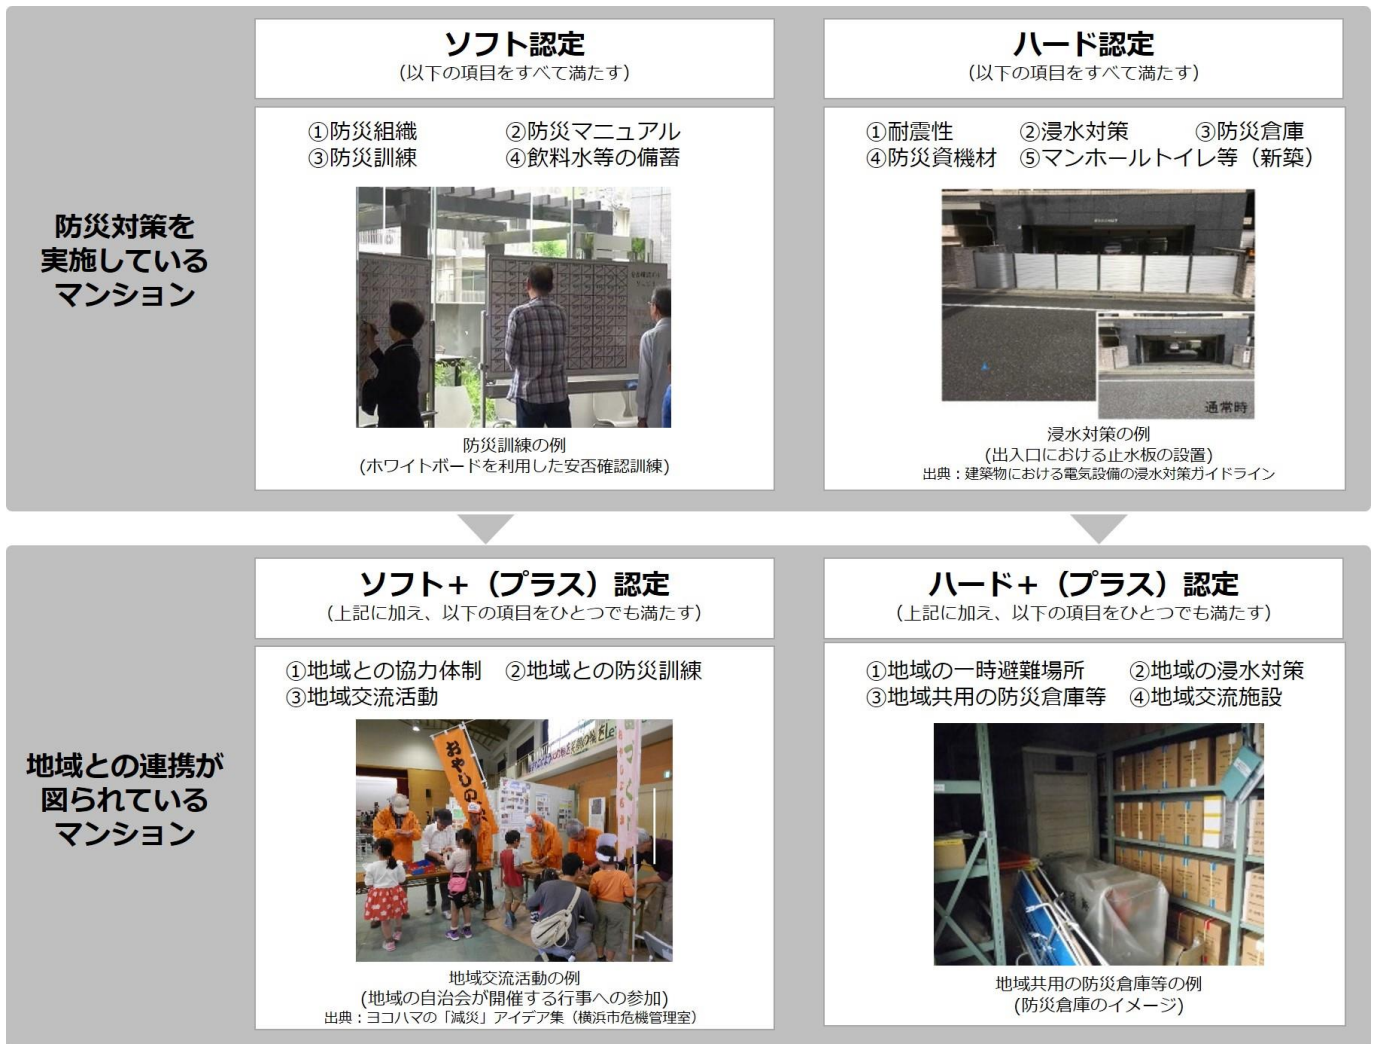 ソフト認定
（以下の項目をすべて満たす）
ハード認定
（以下の項目をすべて満たす）
防災対策を
実施している
マンション
①防災組織 ②防災マニュアル
③防災訓練 ④飲料水等の備蓄
防災訓練の例
(ホワイトボードを利用した安否確認訓練)
①耐震性 ②浸水対策 ③防災倉庫
④防災資機材 ⑤マンホールトイレ等（新築）
通常時
浸水対策の例
(出入口における止水板の設置)
出典：建築物における電気設備の浸水対策ガイドライン
ソフト＋（プラス）認定
（上記に加え、以下の項目をひとつでも満たす）
ハード＋（プラス）認定
（上記に加え、以下の項目をひとつでも満たす）
地域との連携が
図られている
マンション
①地域との協力体制 ②地域との防災訓練
③地域交流活動
おやじの
地域交流活動の例
(地域の自治会が開催する行事への参加)
出典：ヨコハマの「減災」アイデア集（横浜市危機管理室）
①地域の一時避難場所 ②地域の浸水対策
③地域共用の防災倉庫等 ④地域交流施設
地域共用の防災倉庫等の例
(防災倉庫のイメージ)